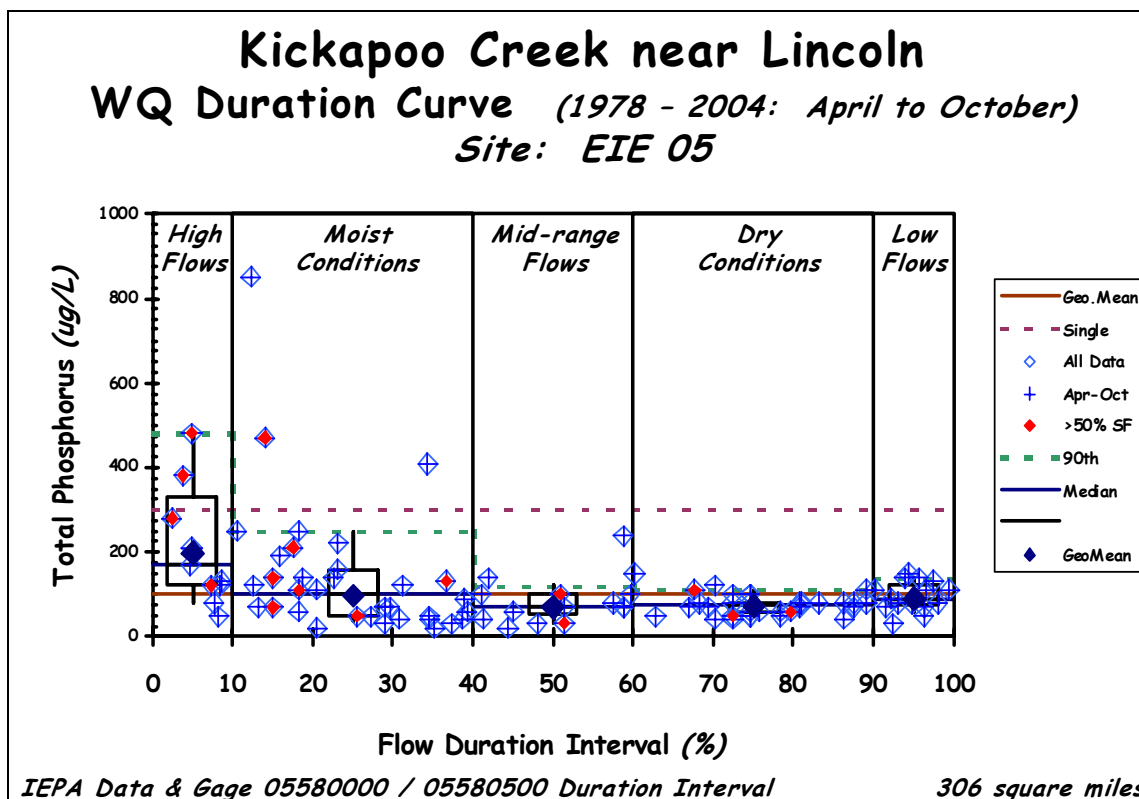 Kickapoo Creek near Lincoln
WQ Duration Curve (1978 - 2004: April to October)
Site: EIE 05
1000
800
600
400
200
0
Total Phosphorus (ug/L)
High Flows
Moist Conditions
Mid-range Flows
Dry Conditions
Low Flows
Geo.Mean
Single
All Data
Apr-Oct
>50% SF
90th
Median
GeoMean
0 10 20 30 40 50 60 70 80 90 100
Flow Duration Interval (%)
IEPA Data & Gage 05580000 / 05580500 Duration Interval
306 square miles